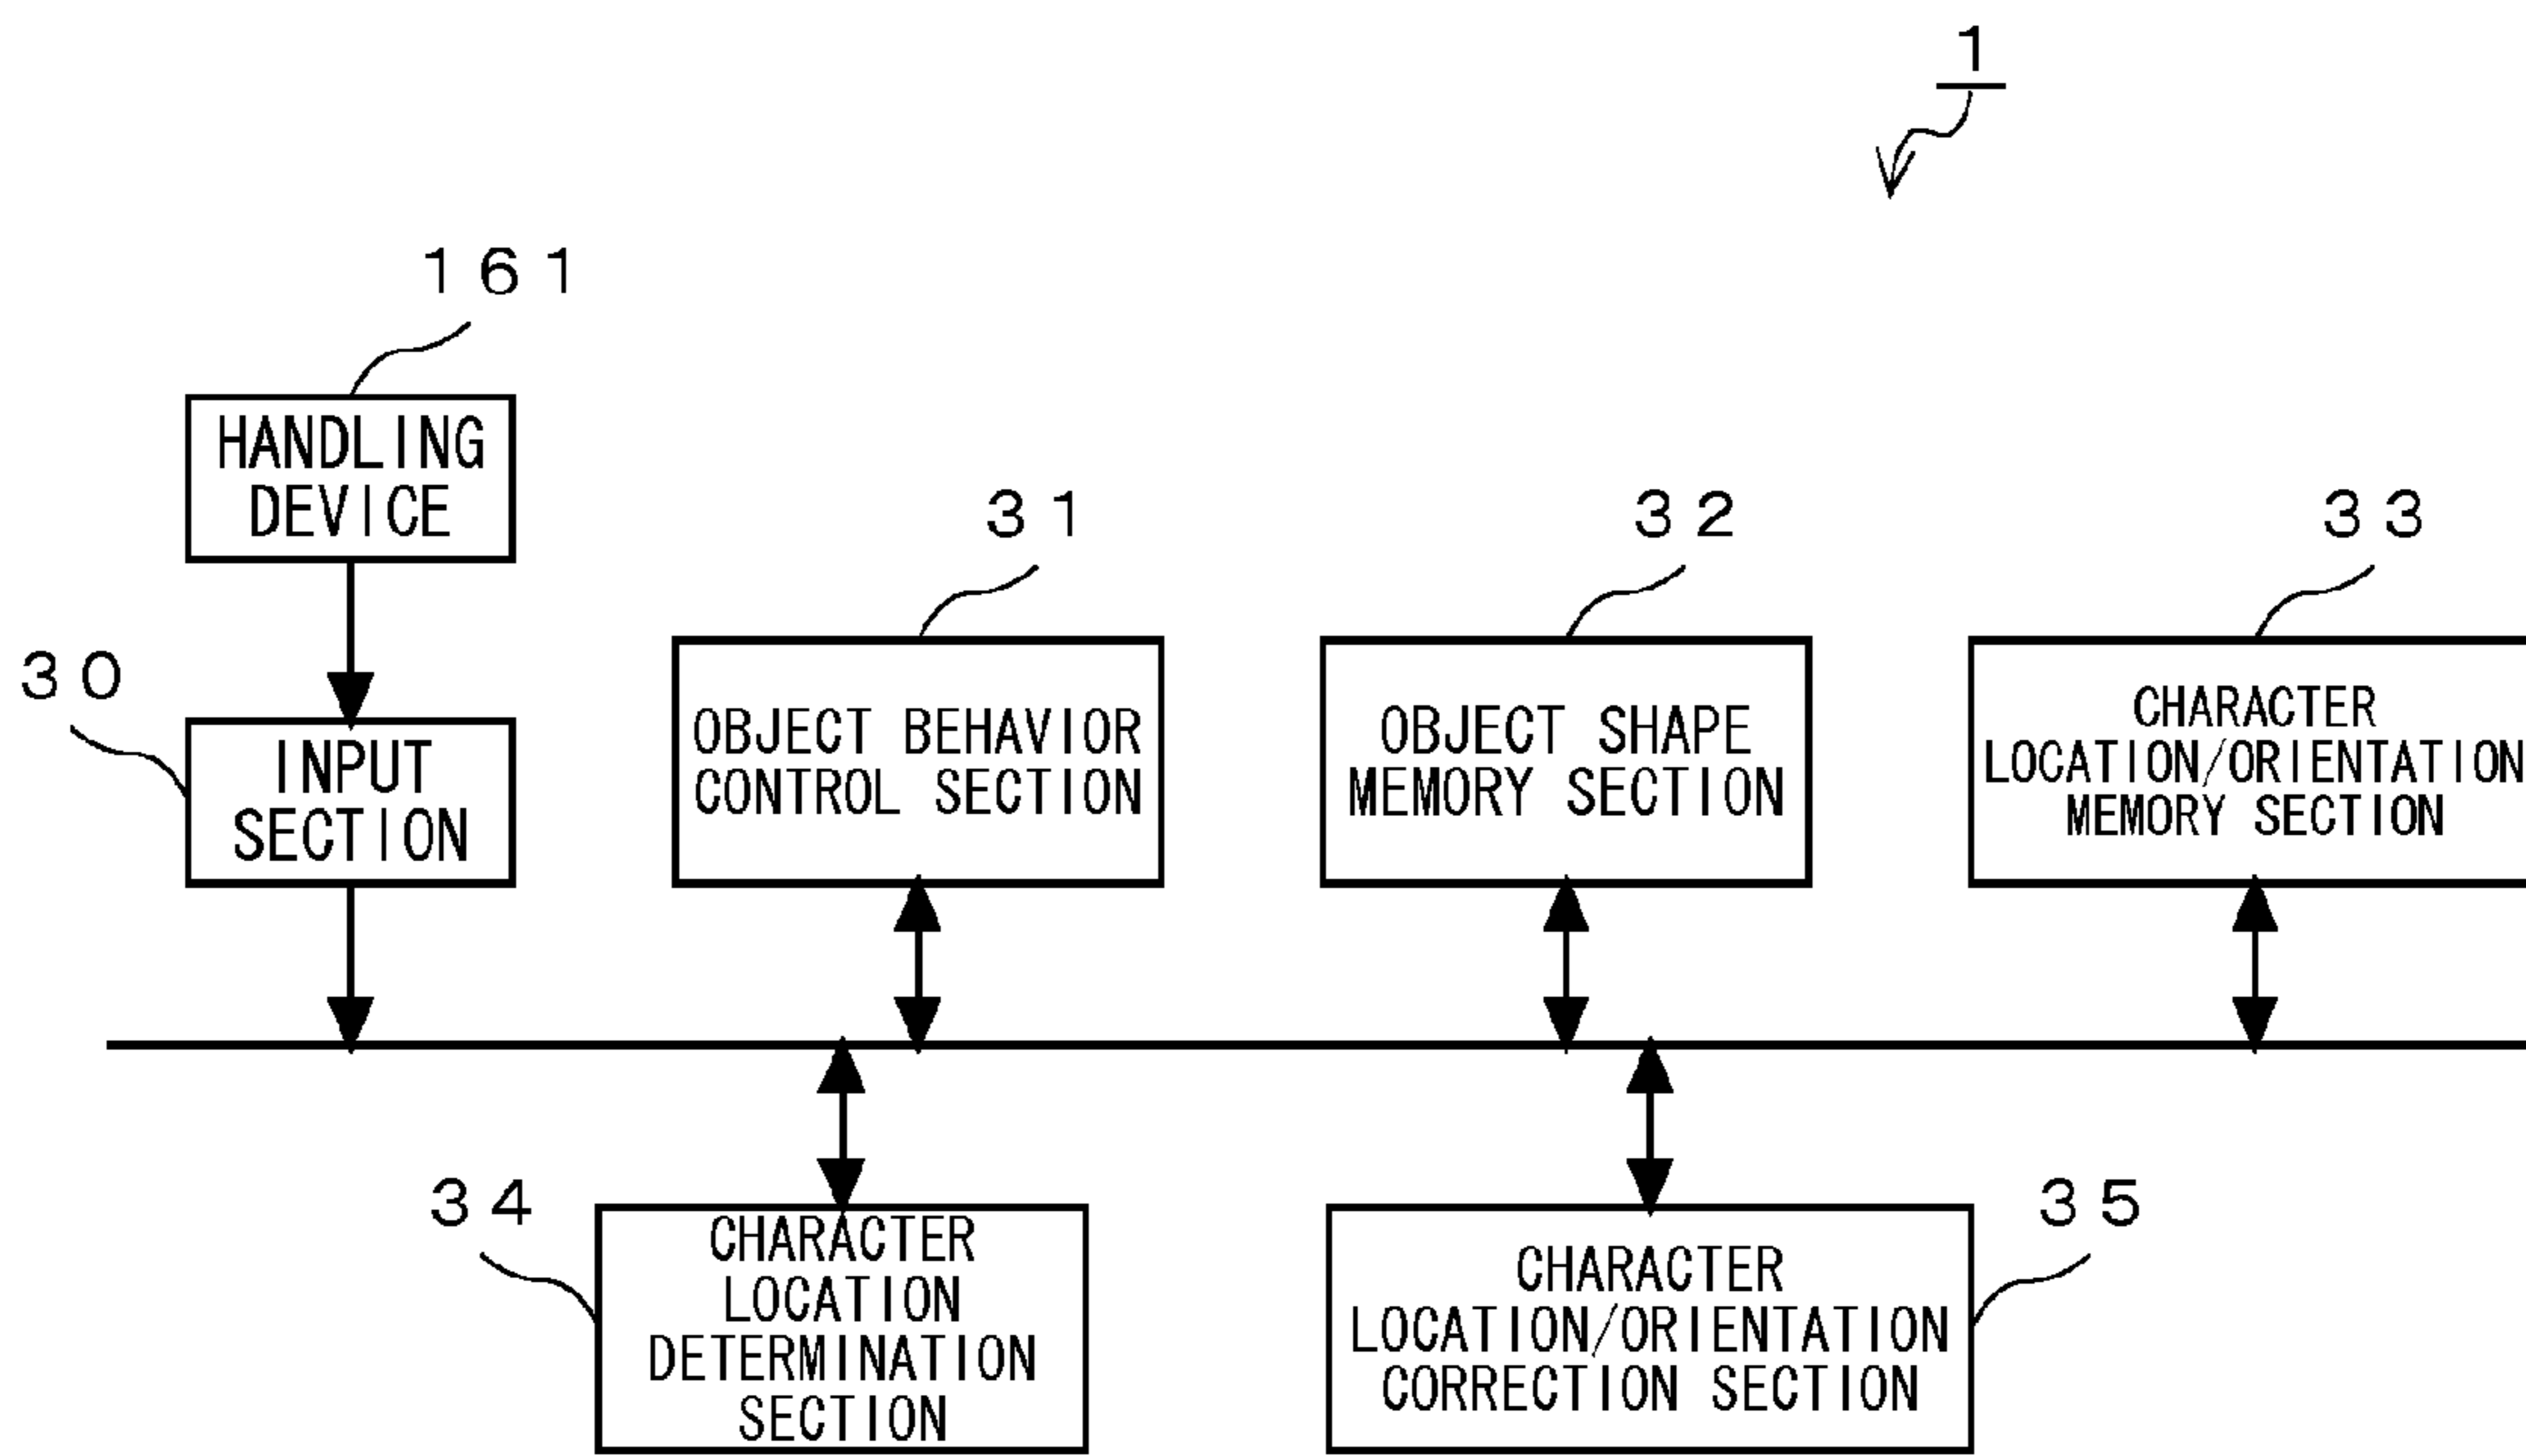 1
161
HANDLING
DEVICE
31
32
33
30
INPUT
SECTION
OBJECT BEHAVIOR
CONTROL SECTION
OBJECT SHAPE
MEMORY SECTION
CHARACTER
LOCATION/ORIENTATION
MEMORY SECTION
34
CHARACTER
LOCATION
DETERMINATION
SECTION
CHARACTER
LOCATION/ORIENTATION
CORRECTION SECTION
35